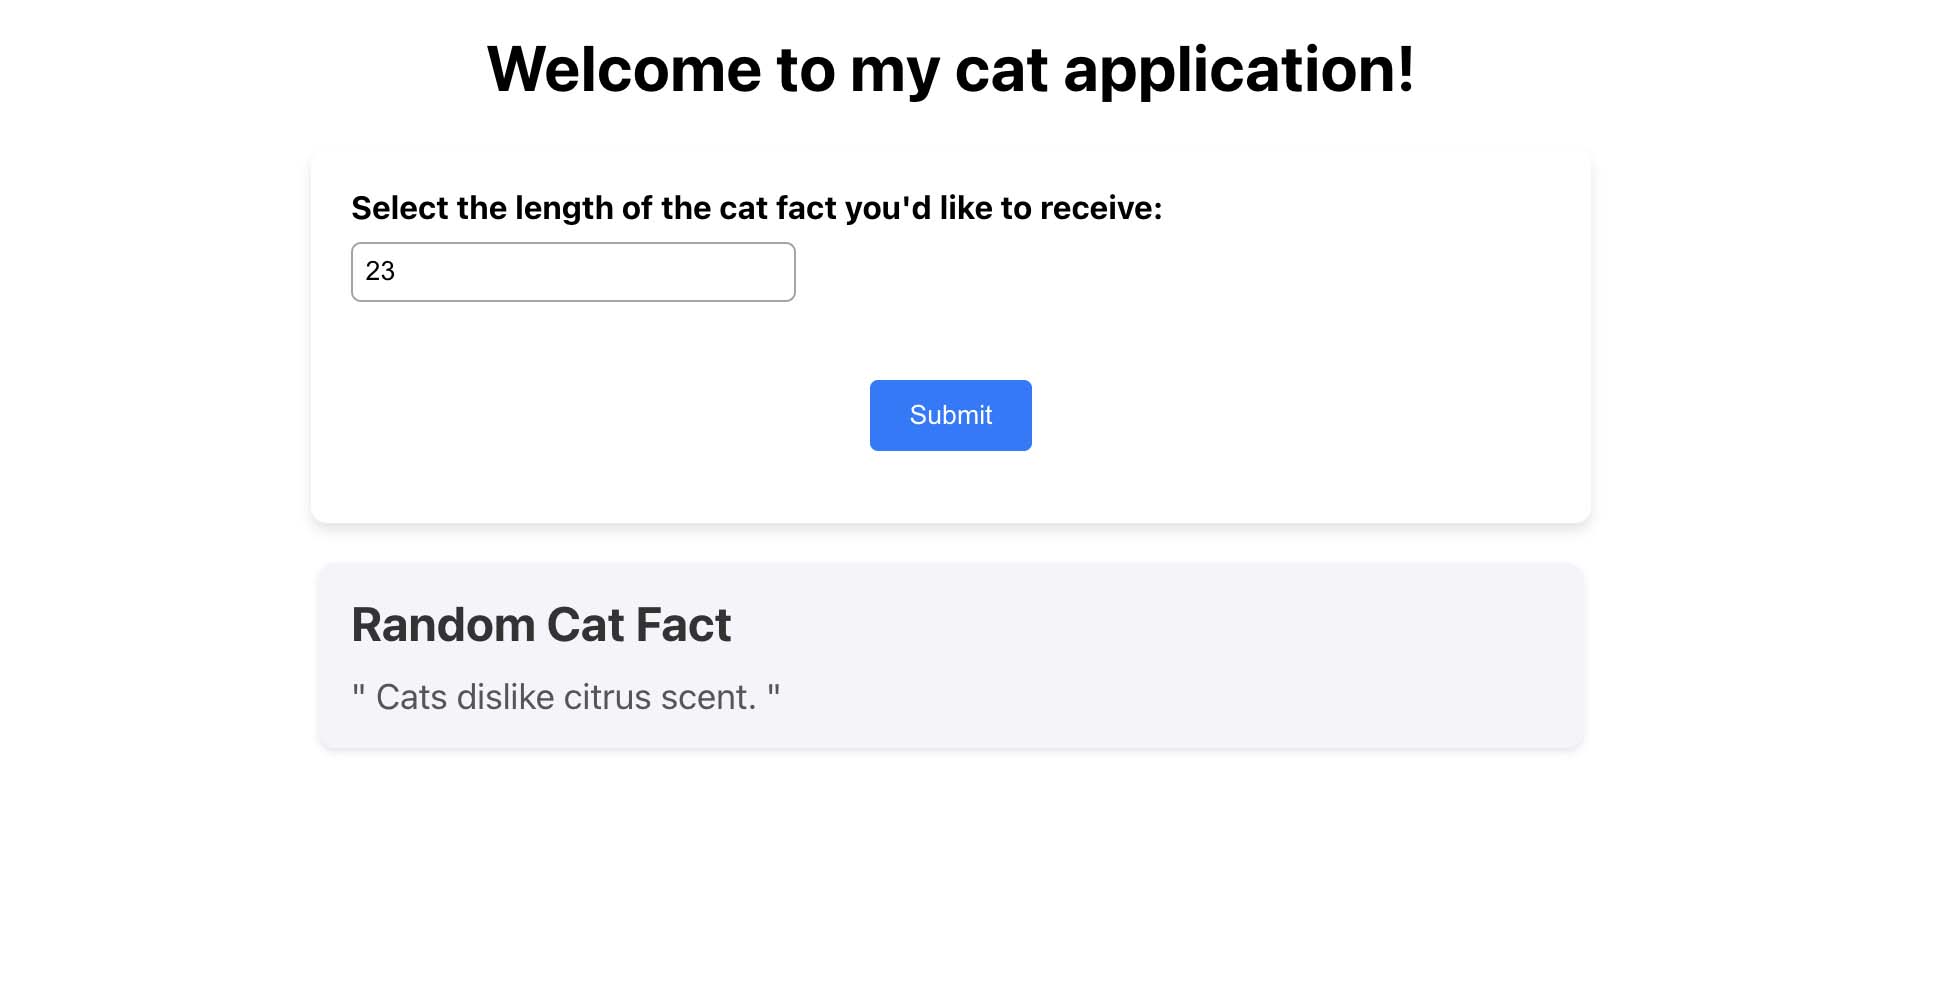 Welcome to my cat application!
Select the length of the cat fact you'd like to receive:
23
Submit
Random Cat Fact
" Cats dislike citrus scent. "